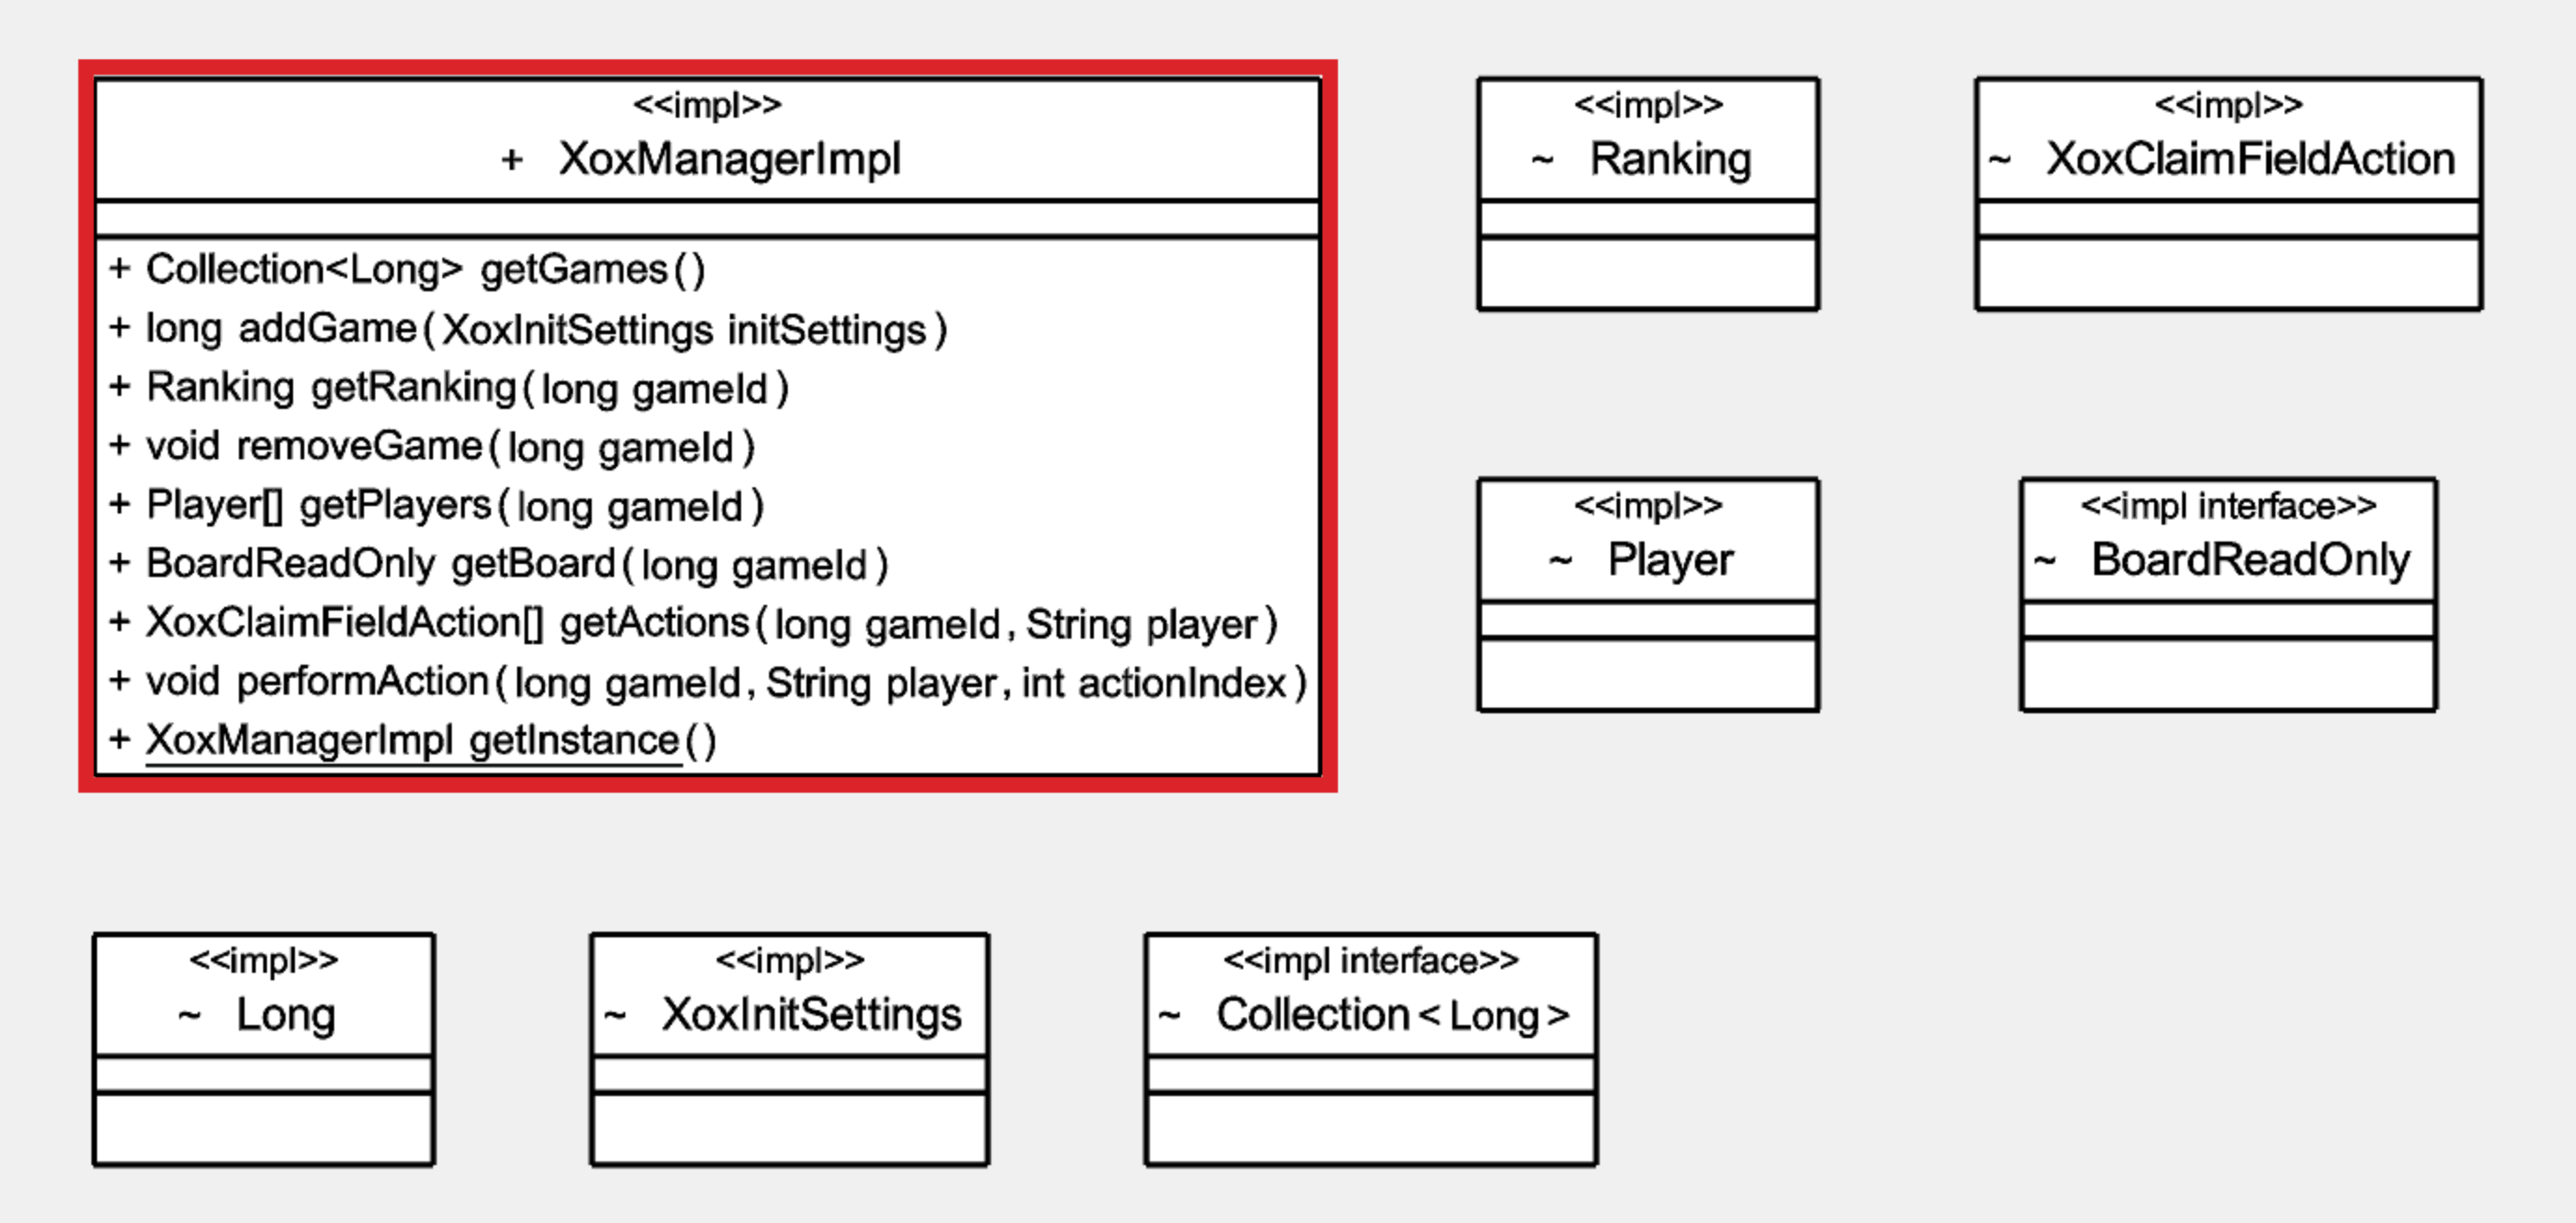 <<impl>>
+ XoxManagerImpl
+ Collection<Long> getGames()
+ long addGame(XoxInitSettings initSettings)
+ Ranking getRanking(long gameId)
+ void removeGame(long gameId)
+ Player[] getPlayers(long gameId)
+ BoardReadOnly getBoard(long gameId)
+ XoxClaimFieldAction[] getActions(long gameId, String player)
+ void performAction(long gameId, String player, int actionIndex)
+ XoxManagerImpl getInstance()
<<impl>>
~ Ranking
<<impl>>
~ XoxClaimFieldAction
<<impl>>
~ Player
<<impl interface>>
~ BoardReadOnly
<<impl>>
~ Long
<<impl>>
~ XoxInitSettings
<<impl interface>>
~ Collection<Long>